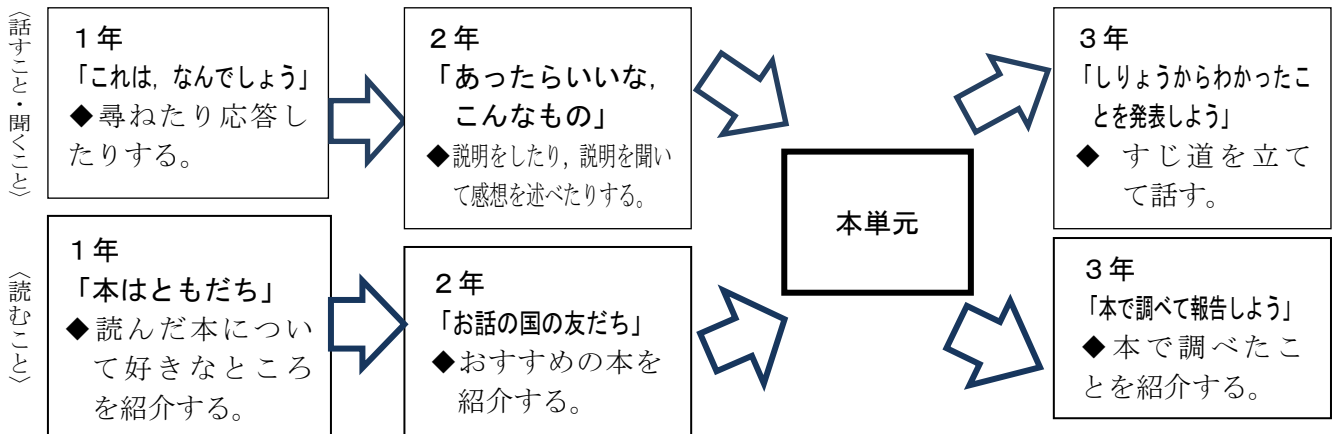 〈話すこと・聞くこと〉
1年
「これは，なんでしょう」
◆尋ねたり応答し
たりする。
2年
「あったらいいな，
こんなもの」
◆説明をしたり，説明を聞い
て感想を述べたりする。
本単元
3年
「しりょうからわかったこ
とを発表しよう」
◆ すじ道を立て
て話す。
〈読むこと〉
1年
「本はともだち」
◆読んだ本につい
て好きなところ
を紹介する。
2年
「お話の国の友だち」
◆おすすめの本を
紹介する。
3年
「本で調べて報告しよう」
◆本で調べたこ
とを紹介する。